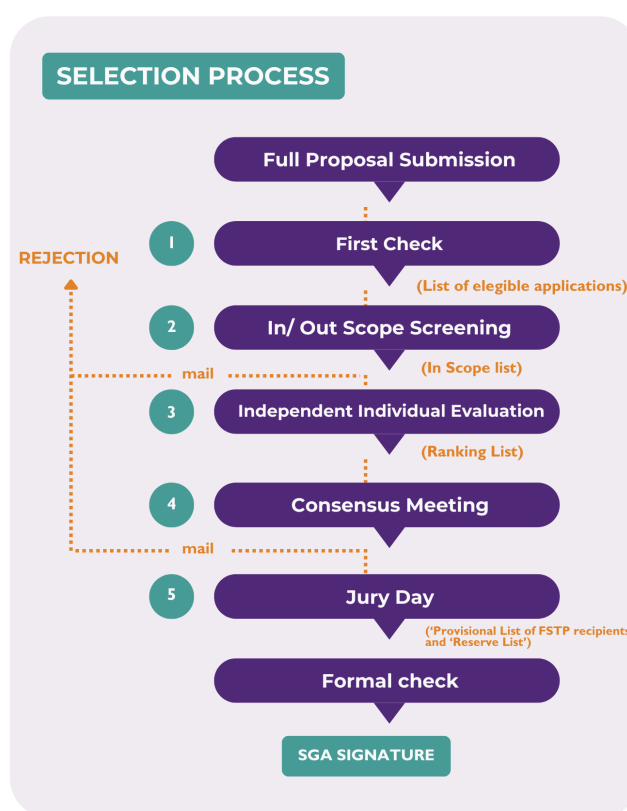 SELECTION PROCESS
Full Proposal Submission
1
First Check
REJECTION
(List of elegible applications)
2
In/ Out Scope Screening
(In Scope list)
mail
3
Independent Individual Evaluation
(Ranking List)
4
Consensus Meeting
mail
5
Jury Day
('Provisional List of FSTP recipients
and 'Reserve List')
Formal check
SGA SIGNATURE